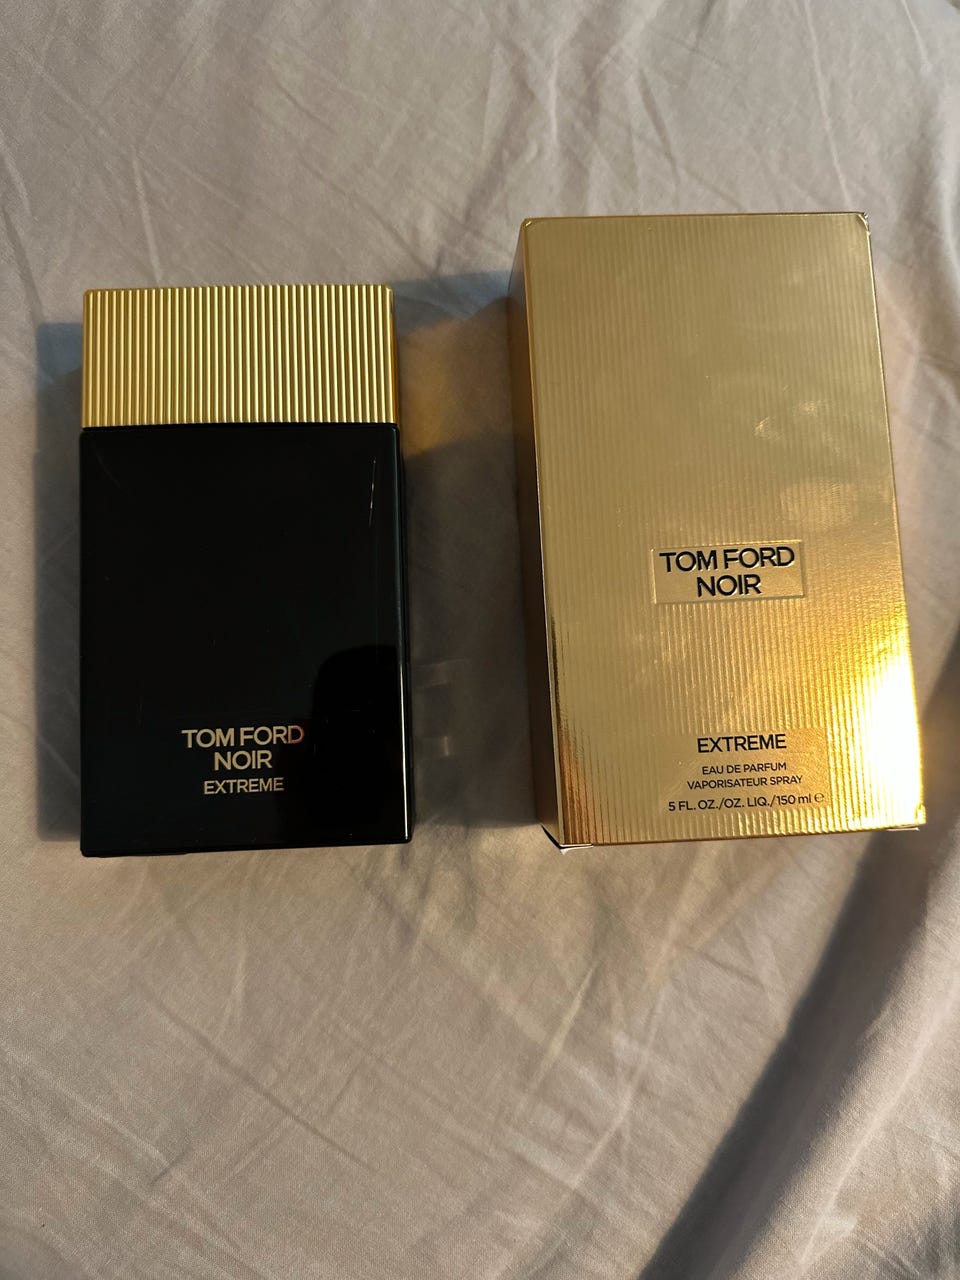 TOM FORD
NOIR
EXTREME
TOM FORD
NOIR
EXTREME
EAU DE PARFUM
VAPORISATEUR SPRAY
5 FL. OZ./OZ. LIQ./150 ml ℮